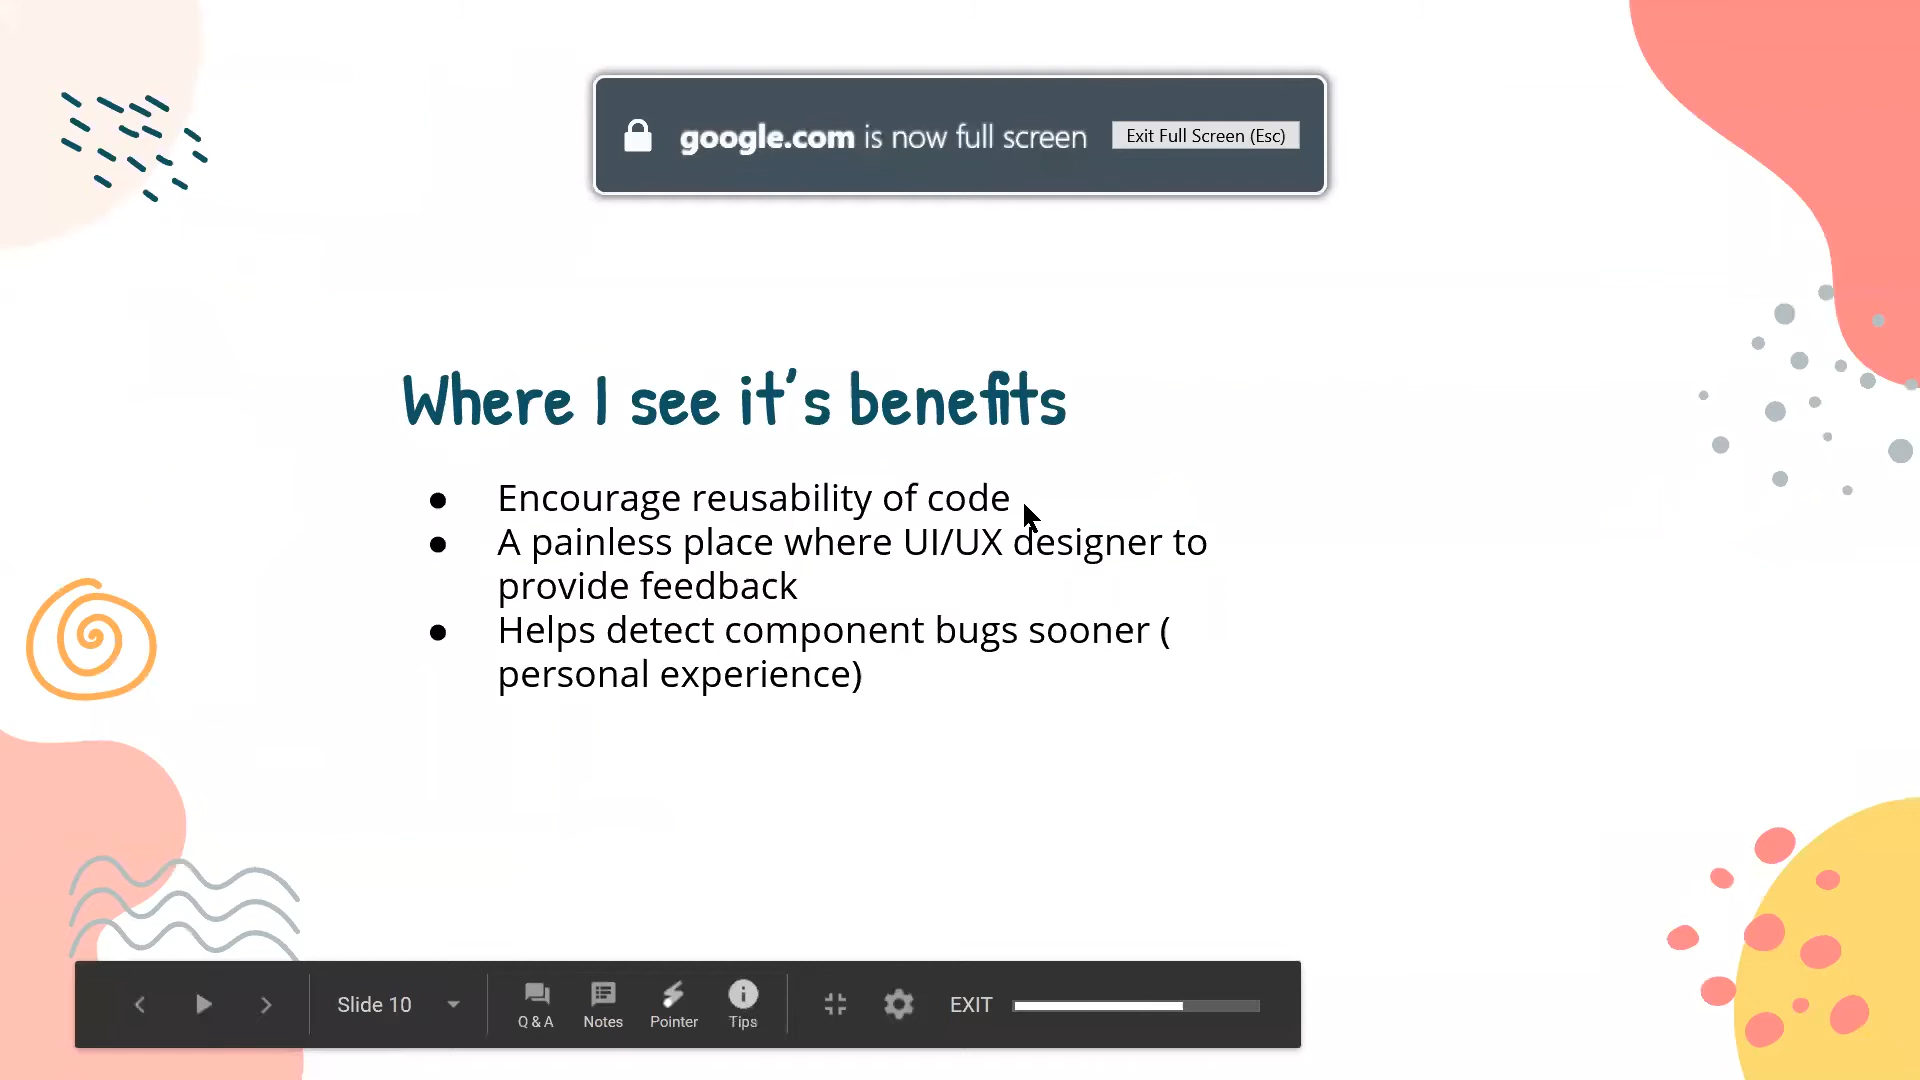 google.com is now full screen Exit Full Screen (Esc)
Where I see it's benefits
● Encourage reusability of code
● A painless place where UI/UX designer to
provide feedback
● Helps detect component bugs sooner (
personal experience)
Slide 10 Q & A Notes Pointer Tips EXIT